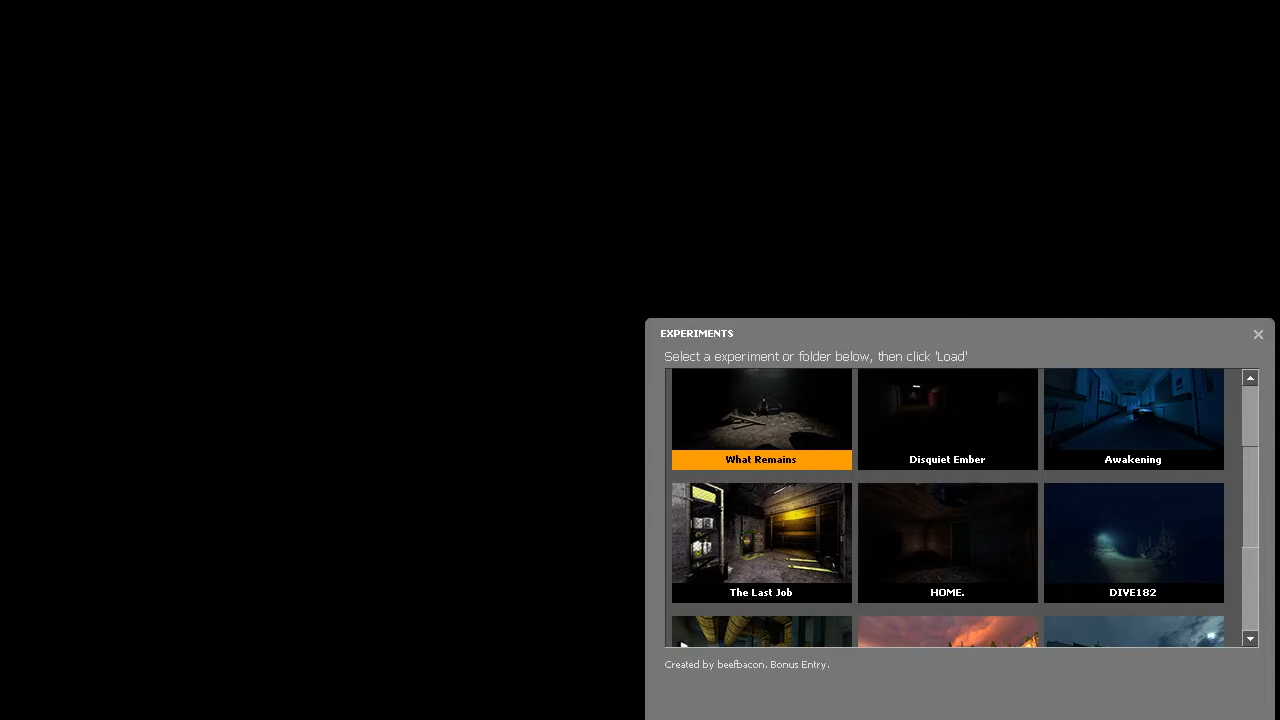 EXPERIMENTS
Select a experiment or folder below, then click 'Load'
What Remains
Disquiet Ember
Awakening
The Last Job
HOME.
DIVE182
Created by beefbacon. Bonus Entry.